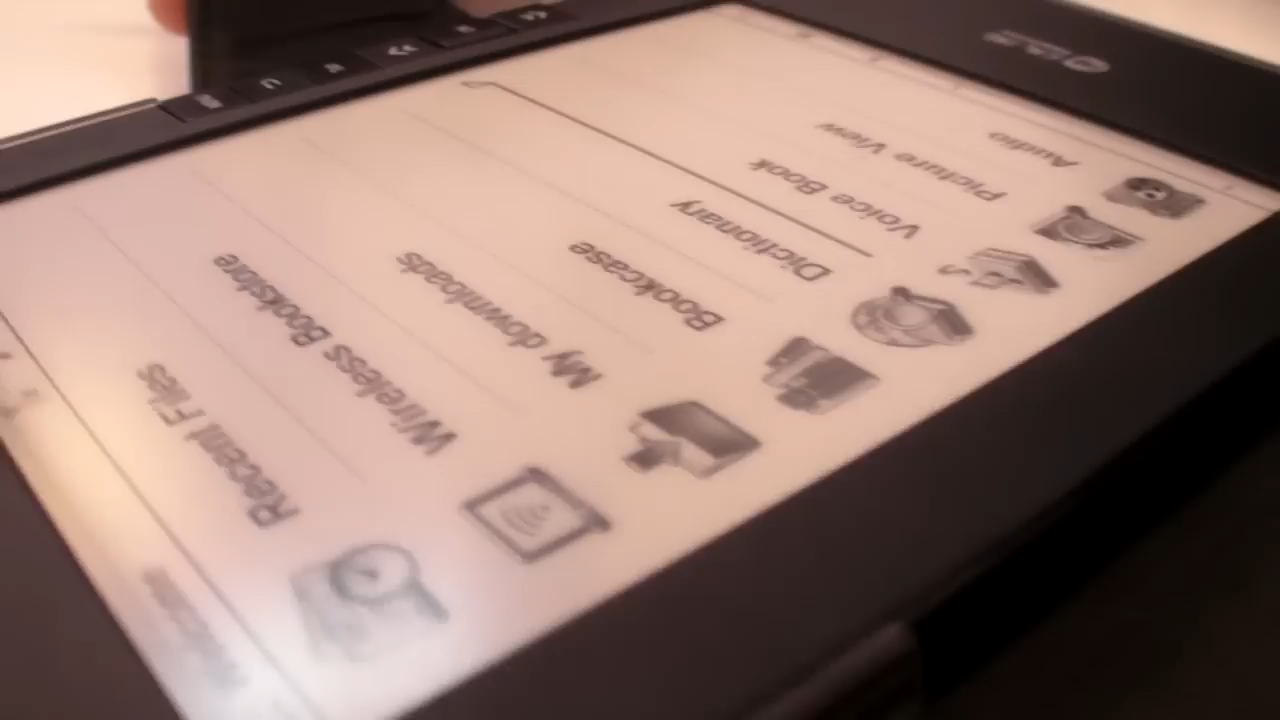 Recent Files
Wireless Bookstore
My downloads
Bookcase
Dictionary
Voice Book
Picture View
Audio